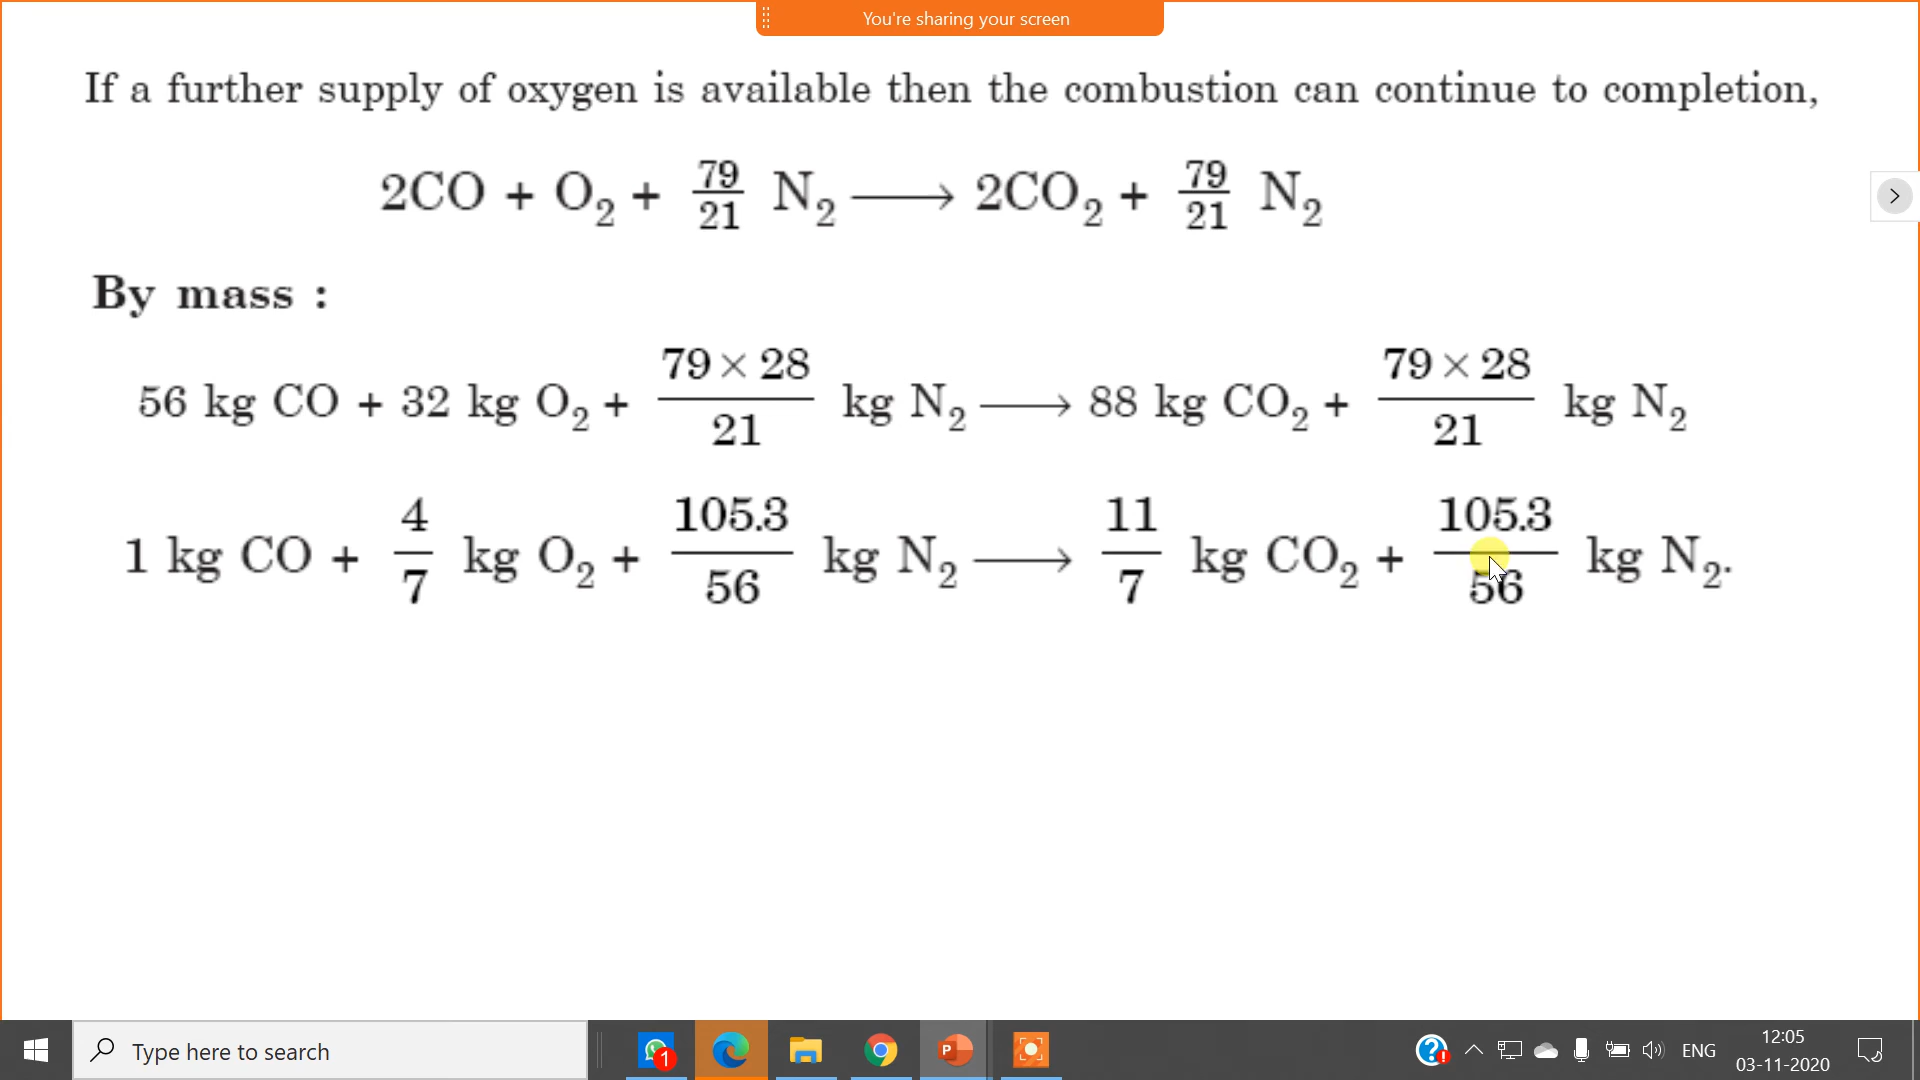 You're sharing your screen
If a further supply of oxygen is available then the combustion can continue to completion,
2CO + O₂ + 79/21 N₂ ⟶ 2CO₂ + 79/21 N₂
By mass :
56 kg CO + 32 kg O₂ + 79 × 28/21 kg N₂ ⟶ 88 kg CO₂ + 79 × 28/21 kg N₂
1 kg CO + 4/7 kg O₂ + 105.3/56 kg N₂ ⟶ 11/7 kg CO₂ + 105.3/56 kg N₂.
Type here to search
1
P
ENG
12:05
03-11-2020